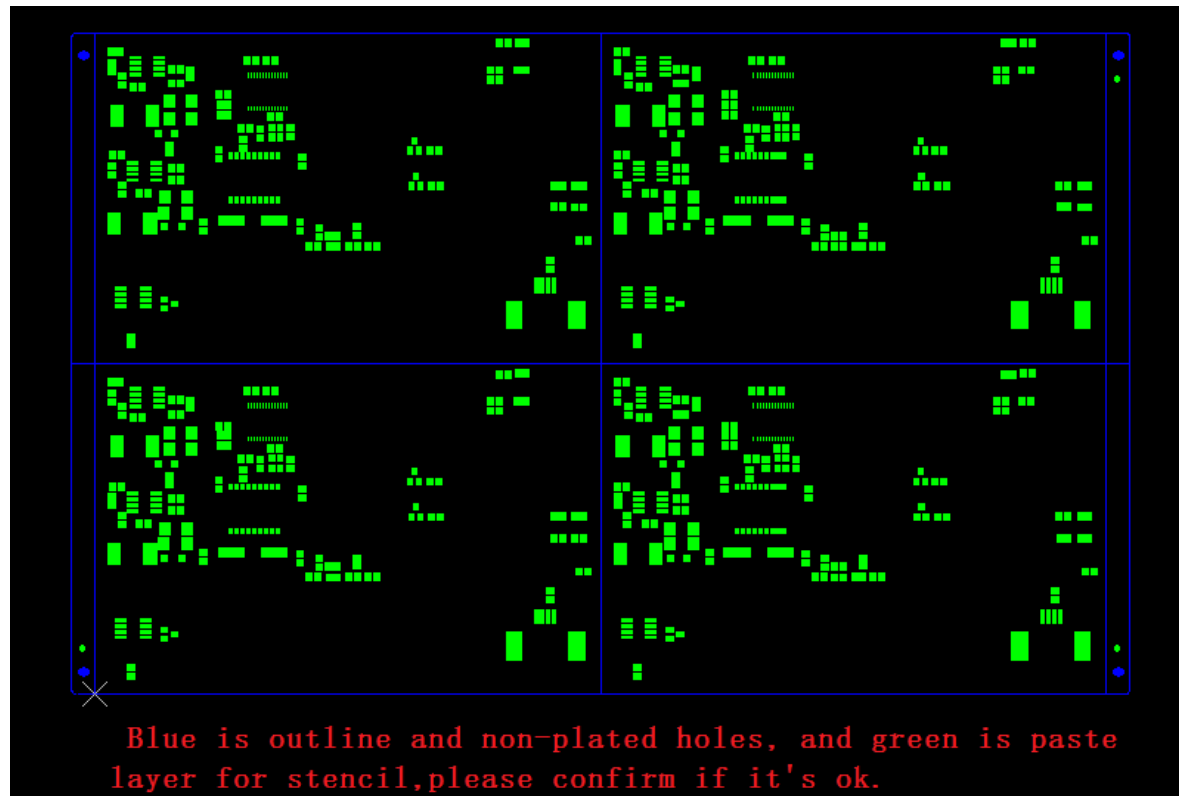 Blue is outline and non-plated holes, and green is paste
layer for stencil,please confirm if it's ok.